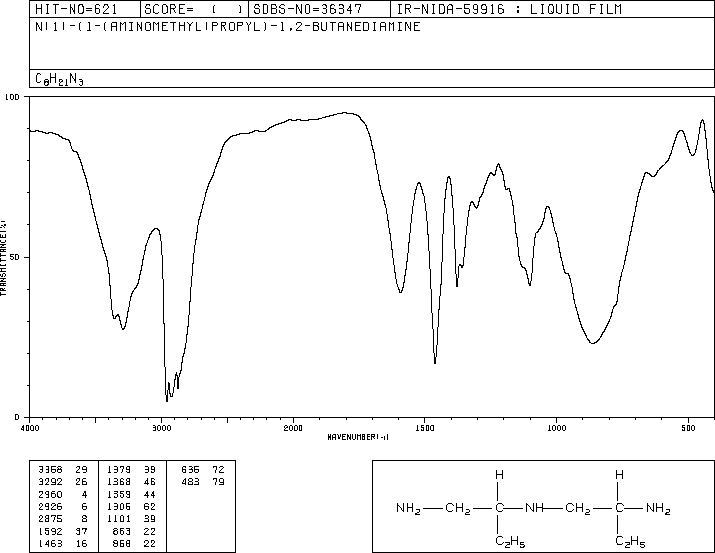 HIT-NO=621 SCORE= ( ) SDBS-NO=36347 IR-NIDA-59916 : LIQUID FILM
N(1)-(1-(AMINOMETHYL)PROPYL)-1,2-BUTANEDIAMINE
C8H21N3
100
50
0
TRANSMITTANCE(%)
4000 3000 2000 1500 1000 500
WAVENUMBER(-1)
3358 29 1379 39 636 72
3292 26 1368 46 483 79
2960 4 1359 44
2926 6 1306 62
2875 8 1101 39
1592 37 863 22
1463 16 858 22
H H
NH2 CH2 C NH CH2 C NH2
C2H5 C2H5